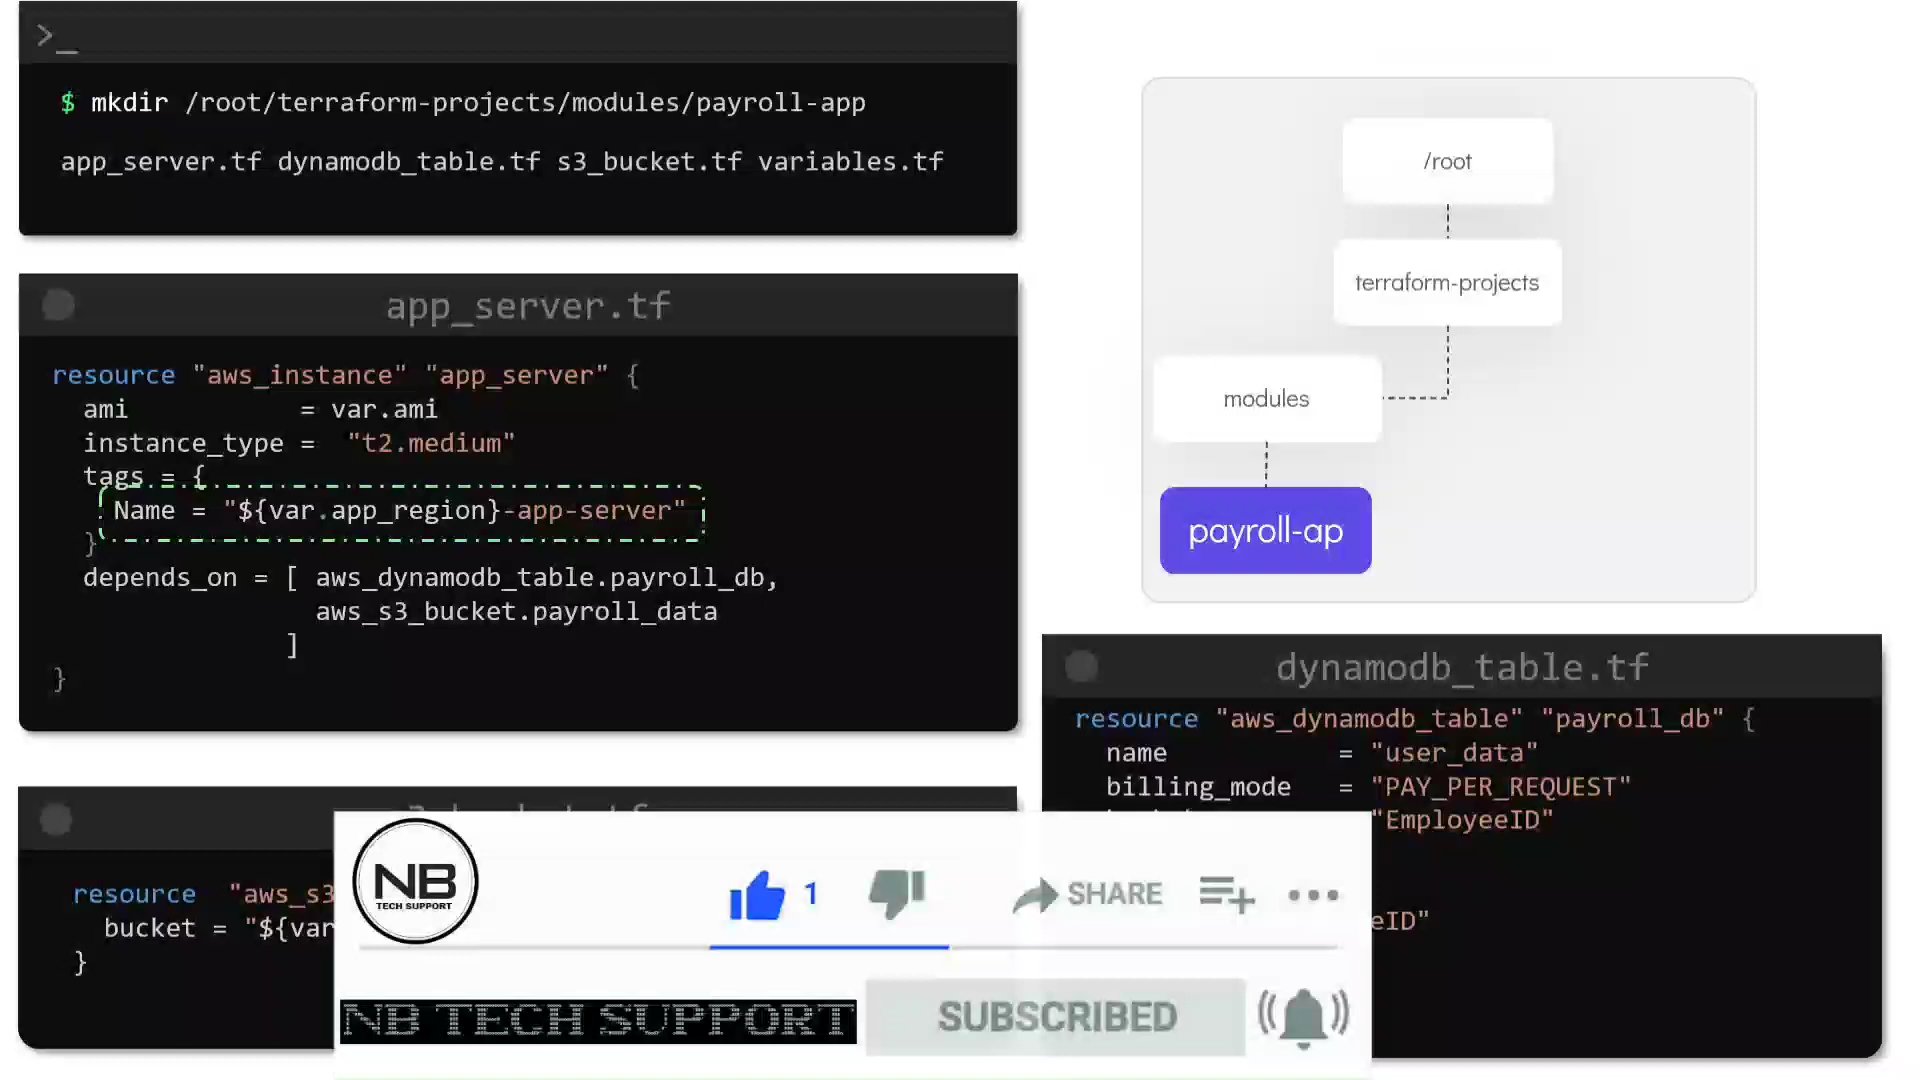 >_
$ mkdir /root/terraform-projects/modules/payroll-app
app_server.tf dynamodb_table.tf s3_bucket.tf variables.tf
app_server.tf
resource "aws_instance" "app_server" {
ami = var.ami
instance_type = "t2.medium"
tags = {
Name = "${var.app_region}-app-server"
}
depends_on = [ aws_dynamodb_table.payroll_db,
aws_s3_bucket.payroll_data
]
}
/root
terraform-projects
modules
payroll-ap
dynamodb_table.tf
resource "aws_dynamodb_table" "payroll_db" {
name = "user_data"
billing_mode = "PAY_PER_REQUEST"
"EmployeeID"
eID"
resource "aws_s3
bucket = "${var
}
NB
TECH SUPPORT
1
SHARE
NB TECH SUPPORT
SUBSCRIBED